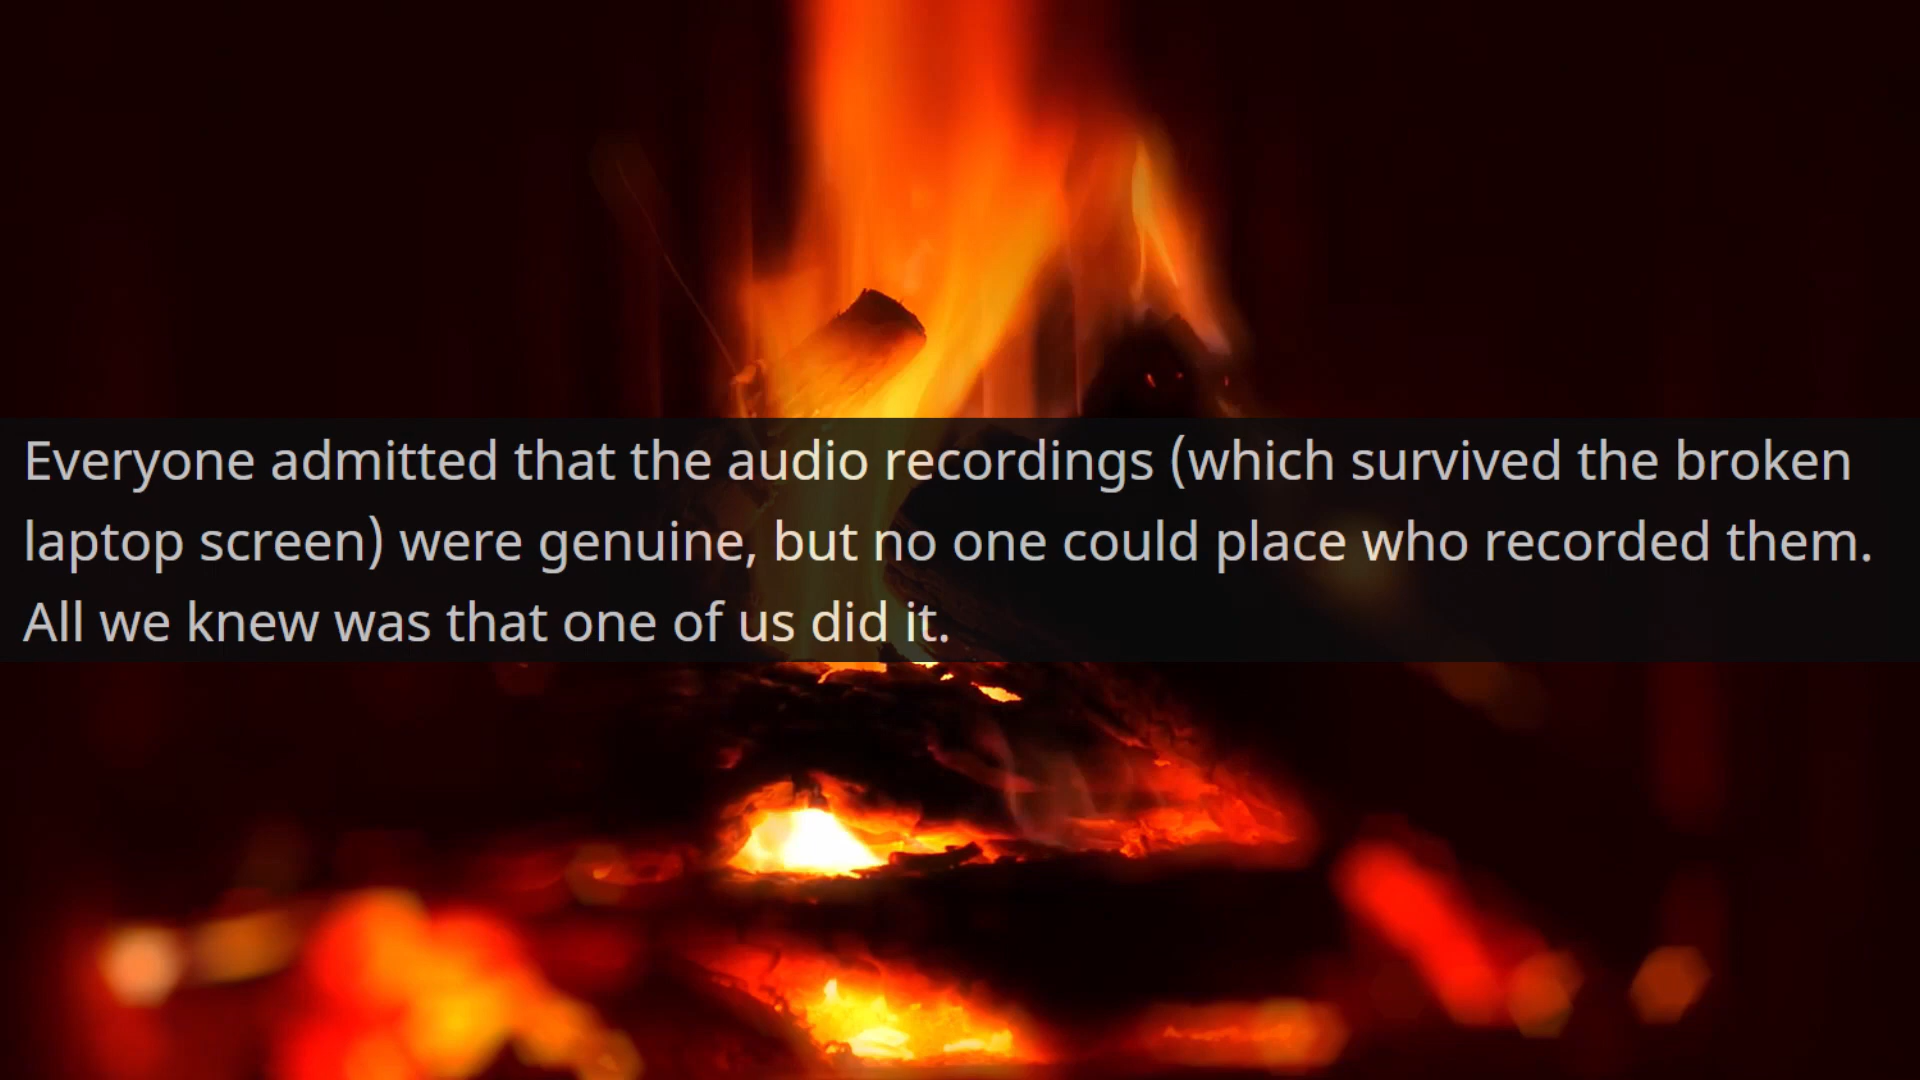 Everyone admitted that the audio recordings (which survived the broken
laptop screen) were genuine, but no one could place who recorded them.
All we knew was that one of us did it.